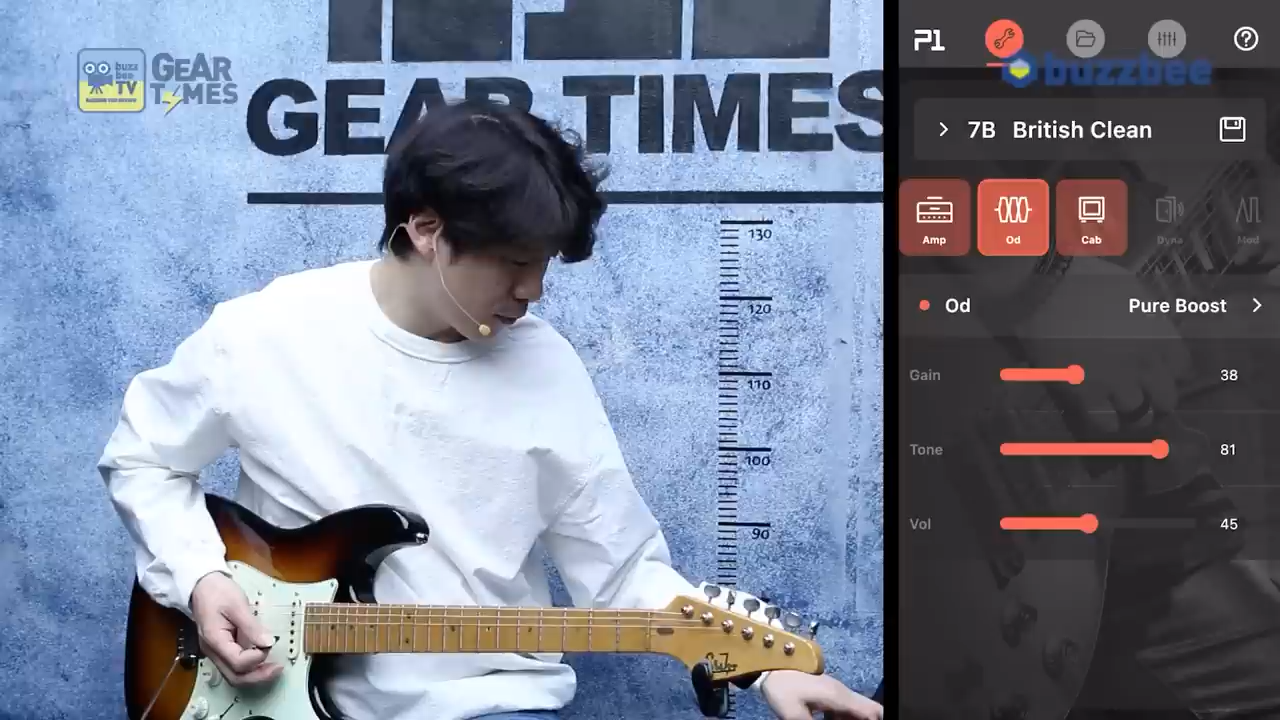 buzz
bee
TV
GEAR
TIMES
GEAR TIMES
130
120
110
100
90
P1
buzzbee
7B British Clean
Amp
Od
Cab
Dyna
Mod
Od
Pure Boost
Gain
38
Tone
81
Vol
45